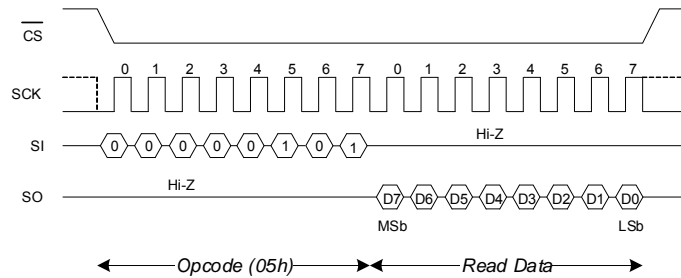 CS
0 1 2 3 4 5 6 7 0 1 2 3 4 5 6 7
SCK
Hi-Z
SI 0 0 0 0 0 1 0 1
Hi-Z
SO D7 D6 D5 D4 D3 D2 D1 D0
MSb LSb
Opcode (05h) Read Data